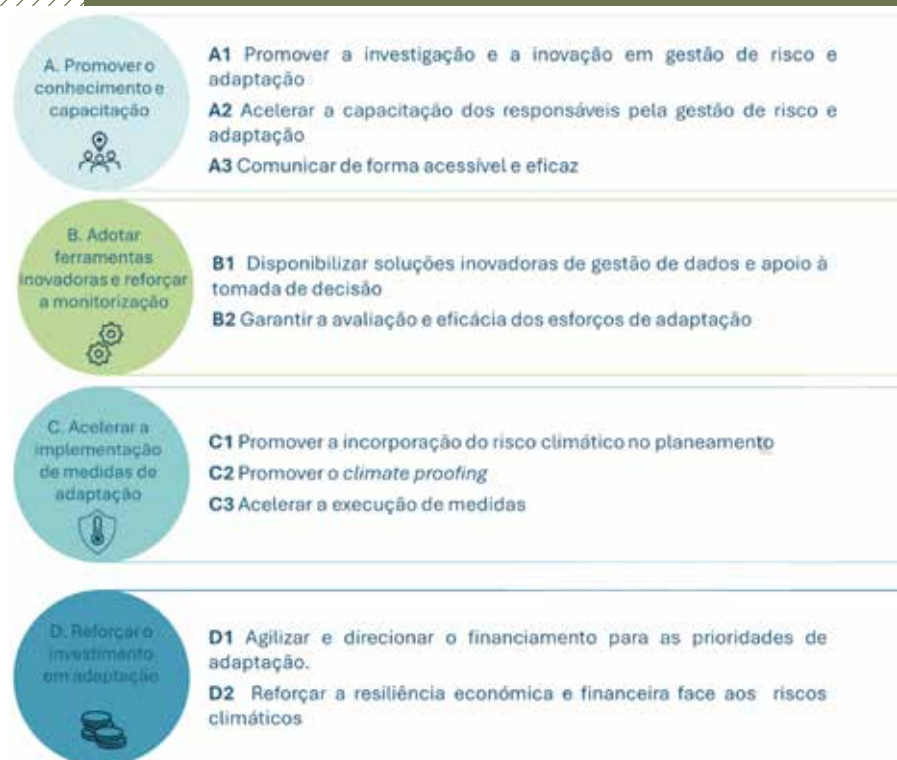 A. Promover o
conhecimento e
capacitação
A1 Promover a investigação e a inovação em gestão de risco e
adaptação
A2 Acelerar a capacitação dos responsáveis pela gestão de risco e
adaptação
A3 Comunicar de forma acessível e eficaz
B. Adotar
ferramentas
inovadoras e reforçar
a monitorização
B1 Disponibilizar soluções inovadoras de gestão de dados e apoio à
tomada de decisão
B2 Garantir a avaliação e eficácia dos esforços de adaptação
C. Acelerar a
implementação
de medidas de
adaptação
C1 Promover a incorporação do risco climático no planeamento
C2 Promover o climate proofing
C3 Acelerar a execução de medidas
D. Reforçar o
investimento
em adaptação
D1 Agilizar e direcionar o financiamento para as prioridades de
adaptação.
D2 Reforçar a resiliência económica e financeira face aos riscos
climáticos